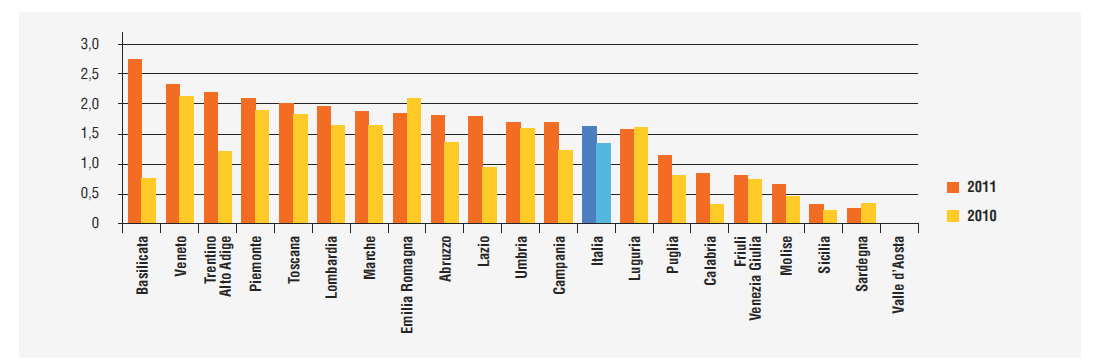 3,0
2,5
2,0
1,5
1,0
0,5
0
Basilicata
Veneto
Trentino
Alto Adige
Piemonte
Toscana
Lombardia
Marche
Emilia Romagna
Abruzzo
Lazio
Umbria
Campania
Italia
Luguria
Puglia
Calabria
Friuli
Venezia Giulia
Molise
Sicilia
Sardegna
Valle d'Aosta
2011
2010